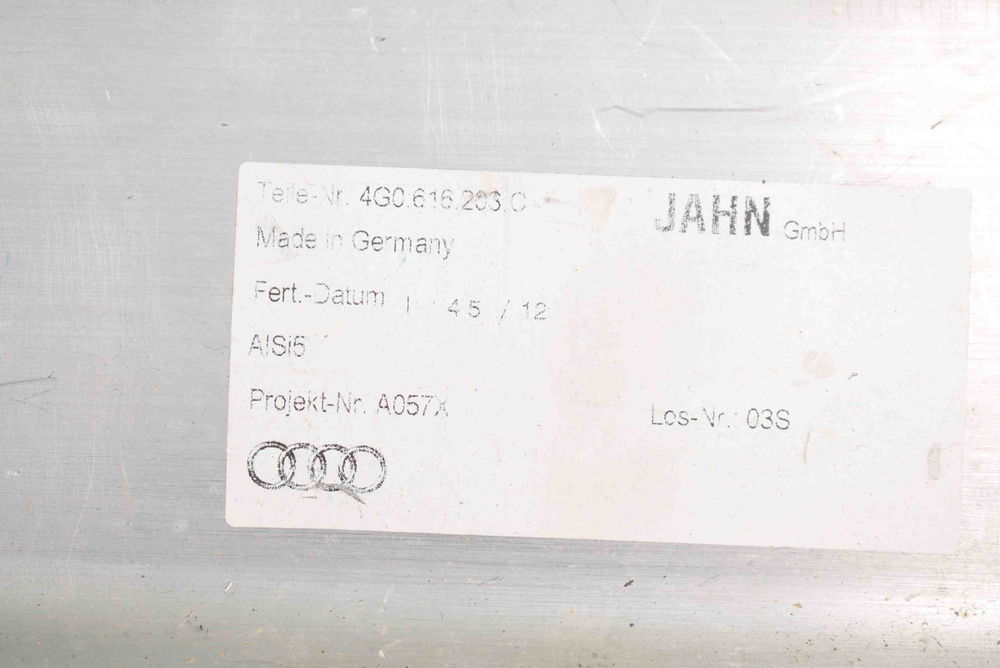 Teile-Nr. 4G0.616.203.C
JAHN GmbH
Made in Germany
Fert.-Datum 45 / 12
AlSi5
Projekt-Nr. A057X
Los-Nr.: 03S